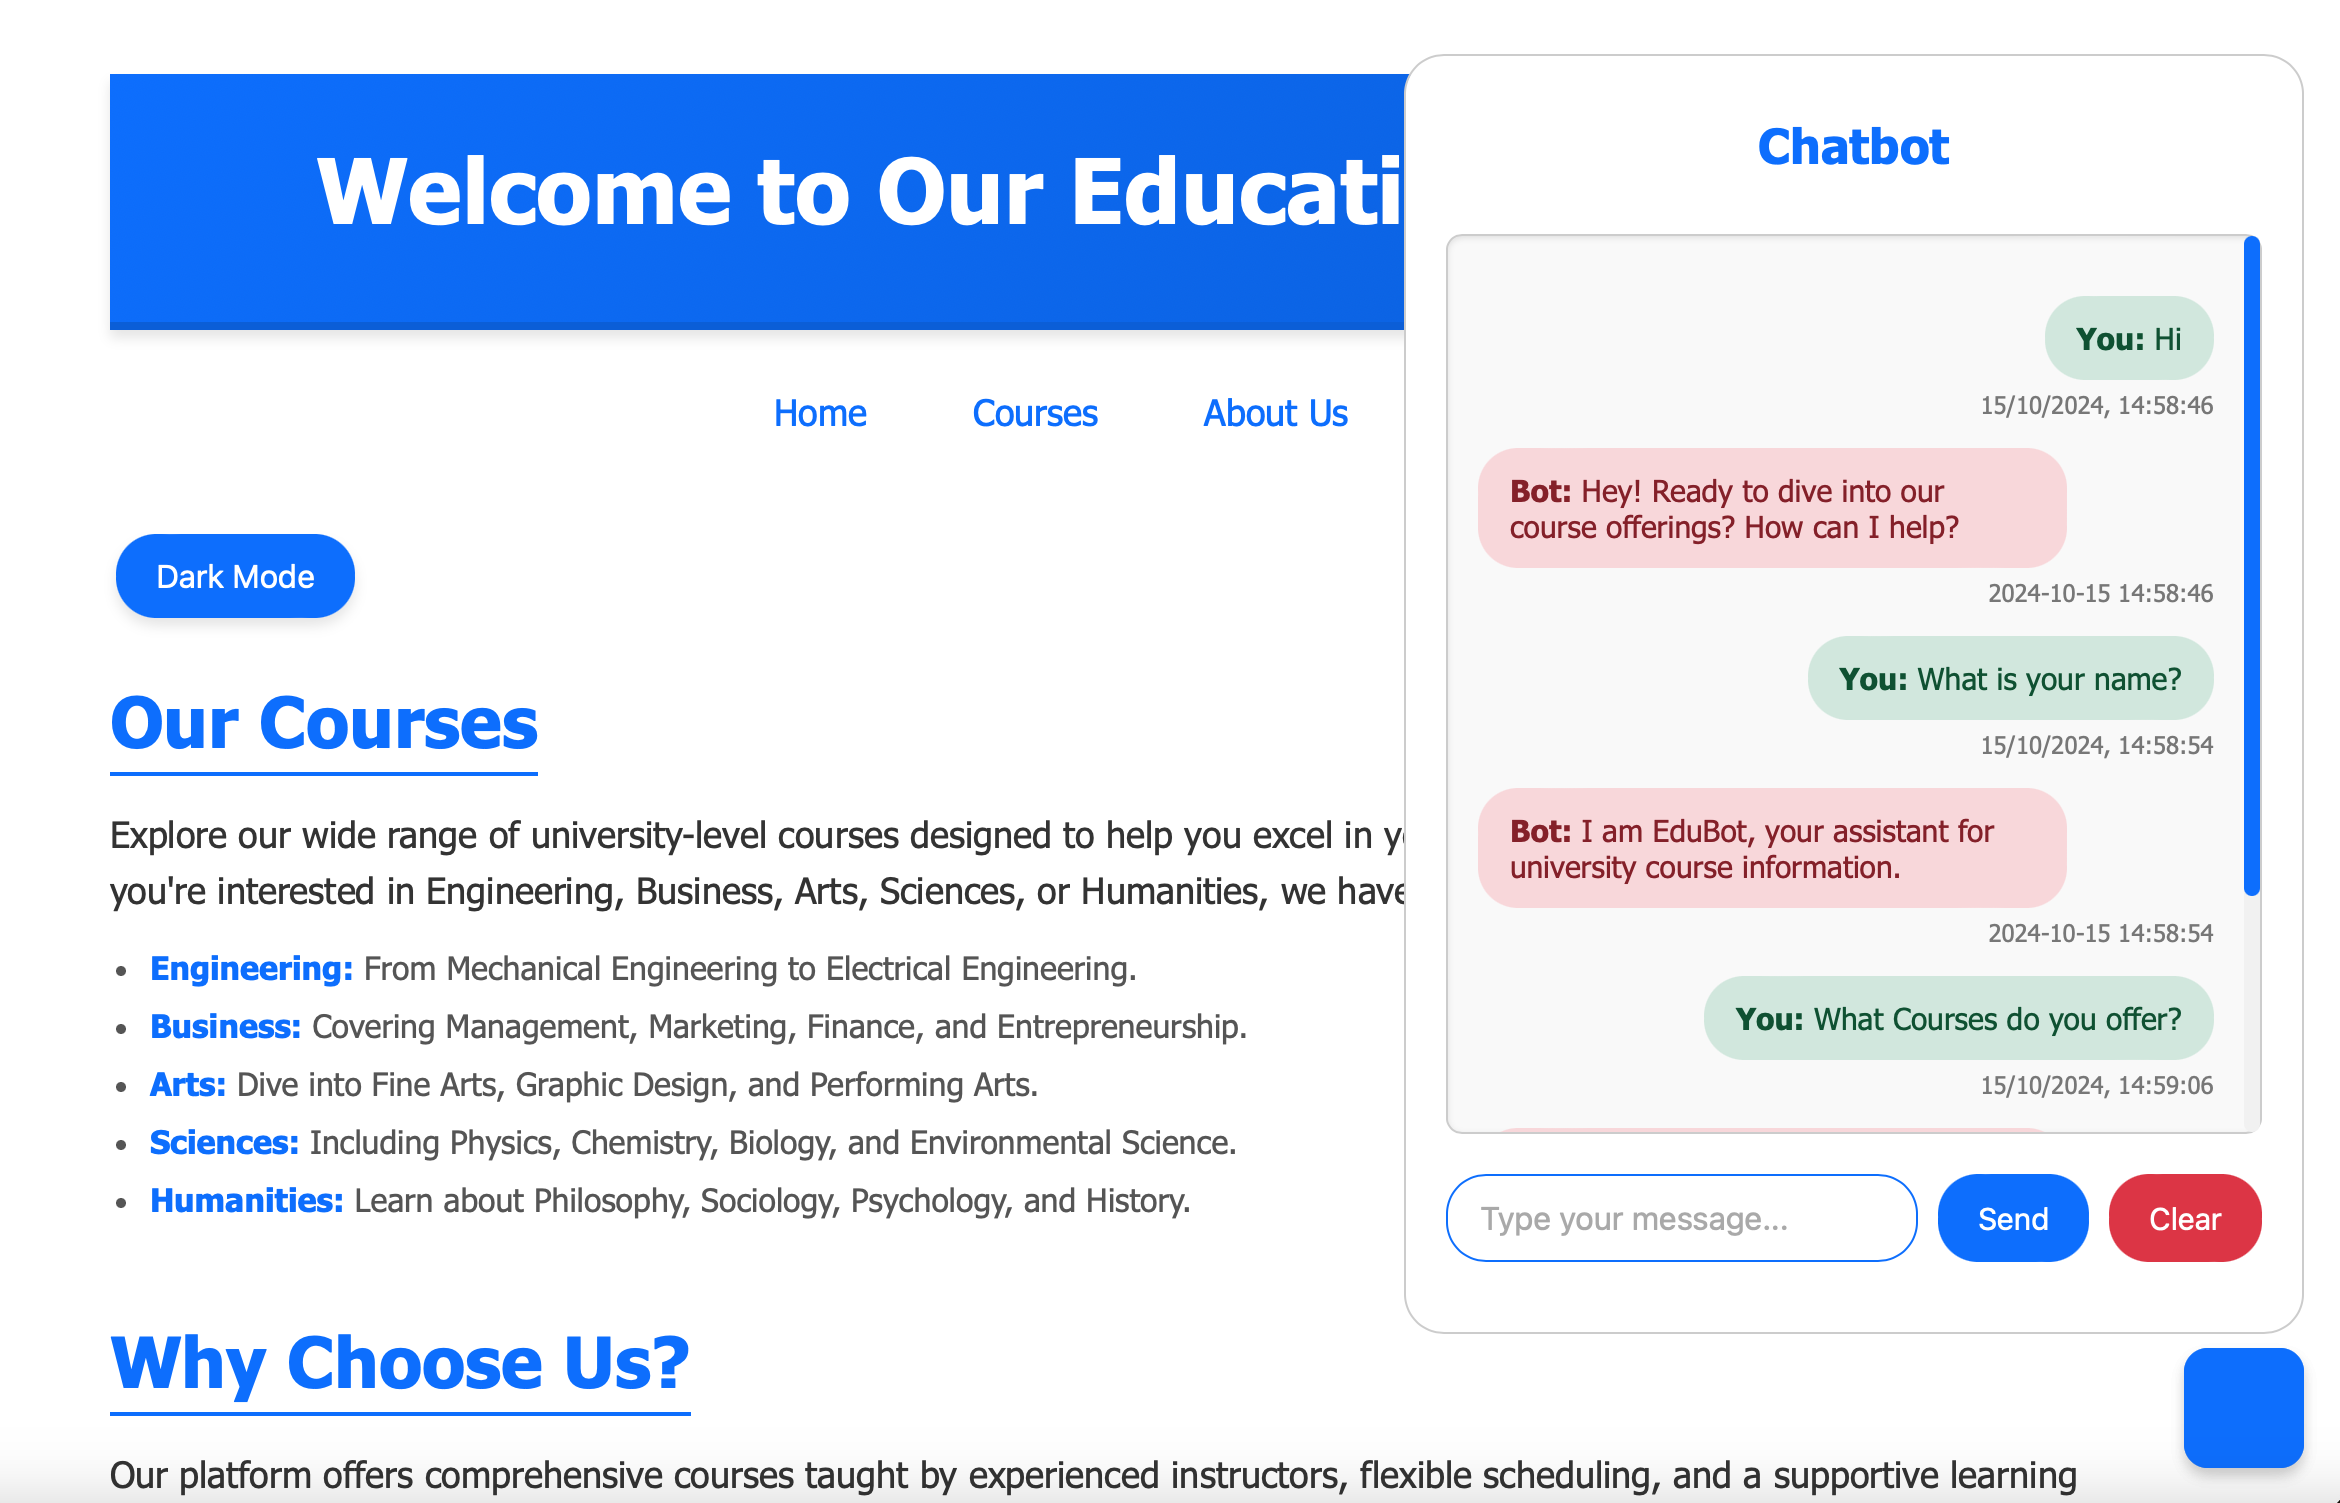 Welcome to Our Educati
Home
Courses
About Us
Dark Mode
Our Courses
Explore our wide range of university-level courses designed to help you excel in
you're interested in Engineering, Business, Arts, Sciences, or Humanities, we have
Engineering: From Mechanical Engineering to Electrical Engineering.
Business: Covering Management, Marketing, Finance, and Entrepreneurship.
Arts: Dive into Fine Arts, Graphic Design, and Performing Arts.
Sciences: Including Physics, Chemistry, Biology, and Environmental Science.
Humanities: Learn about Philosophy, Sociology, Psychology, and History.
Why Choose Us?
Our platform offers comprehensive courses taught by experienced instructors, flexible scheduling, and a supportive learning
Chatbot
You: Hi
15/10/2024, 14:58:46
Bot: Hey! Ready to dive into our
course offerings? How can I help?
2024-10-15 14:58:46
You: What is your name?
15/10/2024, 14:58:54
Bot: I am EduBot, your assistant for
university course information.
2024-10-15 14:58:54
You: What Courses do you offer?
15/10/2024, 14:59:06
Type your message...
Send
Clear